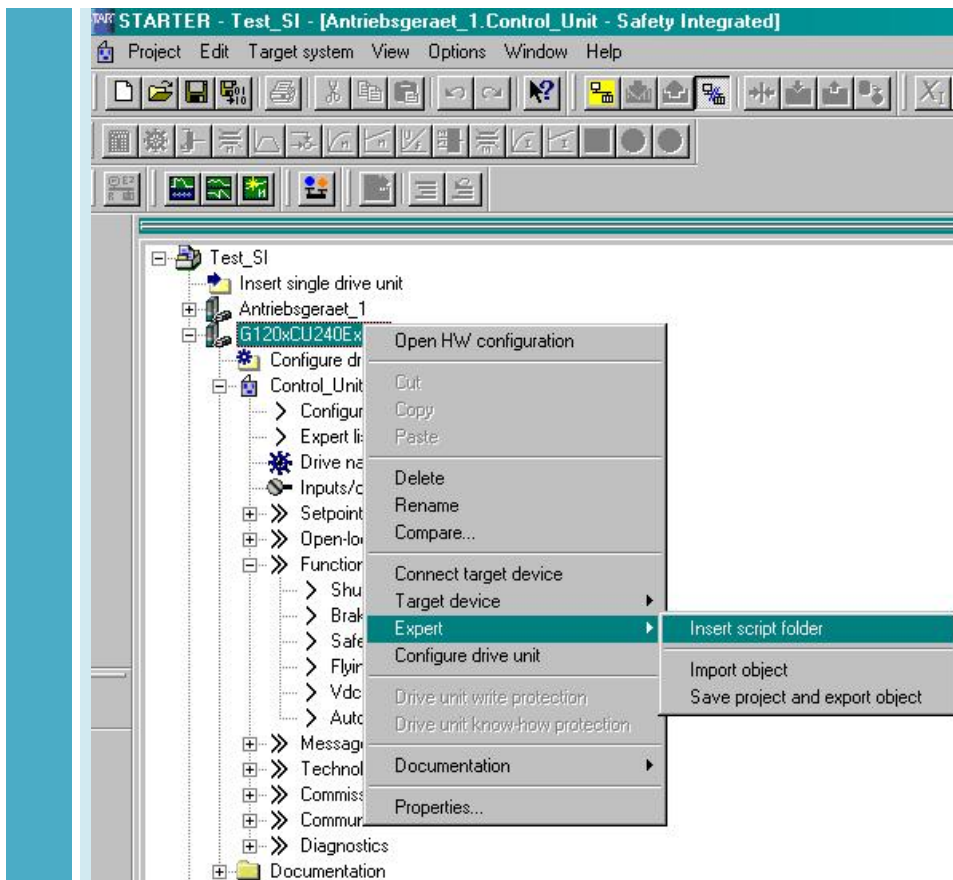 STARTER - Test_SI - [Antriebsgeraet_1.Control_Unit - Safety Integrated]
Project Edit Target system View Options Window Help
Test_SI
Insert single drive unit
Antriebsgeraet_1
G120xCU240Ex
Configure dr
Control_Unit
Configur
Expert li
Drive na
Inputs/o
Setpoint
Open-loo
Function
Shu
Brak
Safe
Flyin
Vdc
Auto
Message
Technol
Commiss
Commun
Diagnostics
Documentation
Open HW configuration
Cut
Copy
Paste
Delete
Rename
Compare...
Connect target device
Target device
Expert
Configure drive unit
Drive unit write protection
Drive unit know-how protection
Documentation
Properties...
Insert script folder
Import object
Save project and export object